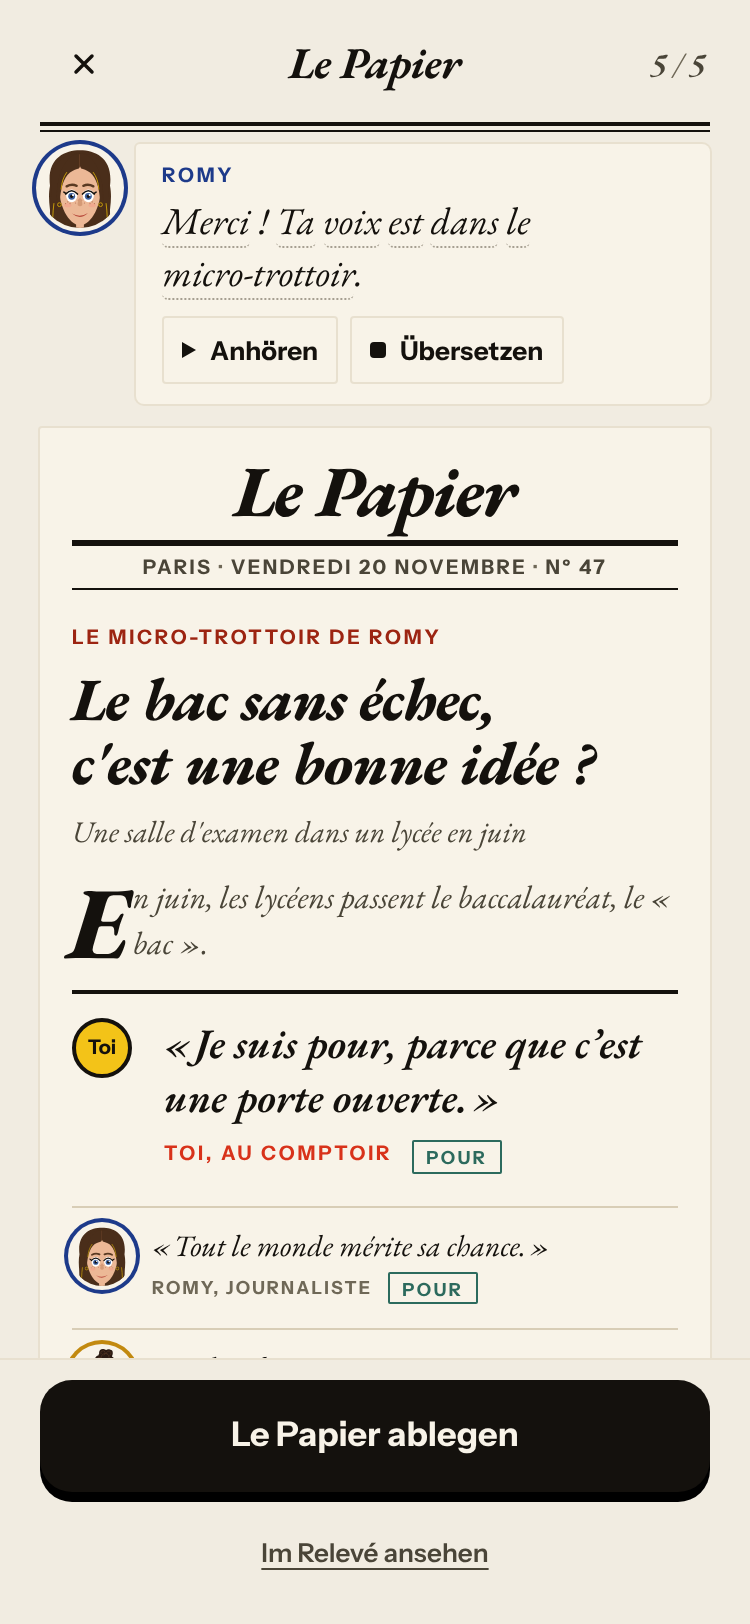 Le Papier
5 / 5
ROMY
Merci ! Ta voix est dans le
micro-trottoir.
Anhören
Übersetzen
Le Papier
PARIS · VENDREDI 20 NOVEMBRE · N° 47
LE MICRO-TROTTOIR DE ROMY
Le bac sans échec,
c'est une bonne idée ?
Une salle d'examen dans un lycée en juin
En juin, les lycéens passent le baccalauréat, le «
bac ».
Toi
« Je suis pour, parce que c’est
une porte ouverte. »
TOI, AU COMPTOIR
POUR
« Tout le monde mérite sa chance. »
ROMY, JOURNALISTE
POUR
Le Papier ablegen
Im Relevé ansehen